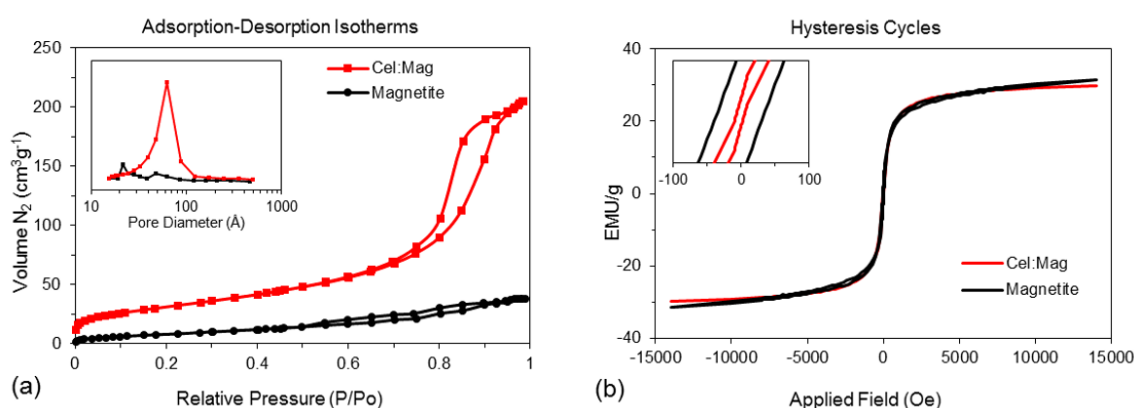 Adsorption-Desorption Isotherms
250
200
150
100
50
0
Volume N₂ (cm³g⁻¹)
Cel:Mag
Magnetite
10 100 1000
Pore Diameter (Å)
0 0.2 0.4 0.6 0.8 1
(a)
Relative Pressure (P/Po)
Hysteresis Cycles
40
20
0
-20
-40
EMU/g
-100 0 100
Cel:Mag
Magnetite
-15000 -10000 -5000 0 5000 10000 15000
(b)
Applied Field (Oe)